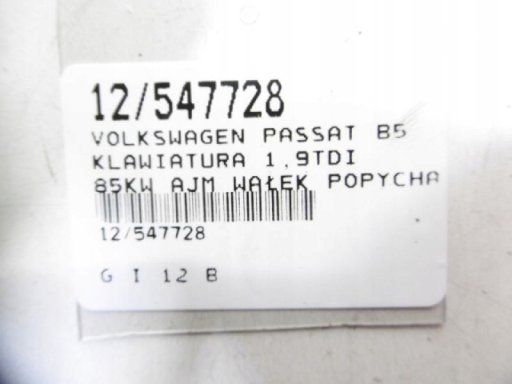 12/547728
VOLKSWAGEN PASSAT B5
KLAWIATURA 1,9TDI
85KW AJM WAŁEK POPYCHA
12/547728
G I 12 B